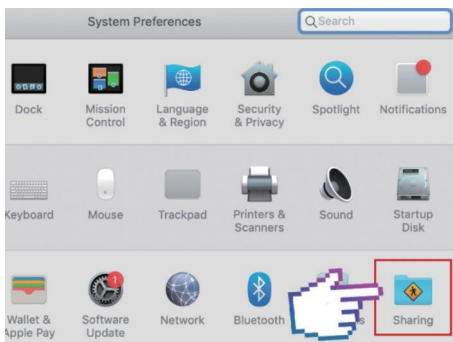 System Preferences
Search
Dock
Mission
Control
Language
& Region
Security
& Privacy
Spotlight
Notifications
Keyboard
Mouse
Trackpad
Printers &
Scanners
Sound
Startup
Disk
Wallet &
Apple Pay
1
Software
Update
Network
Bluetooth
Sharing